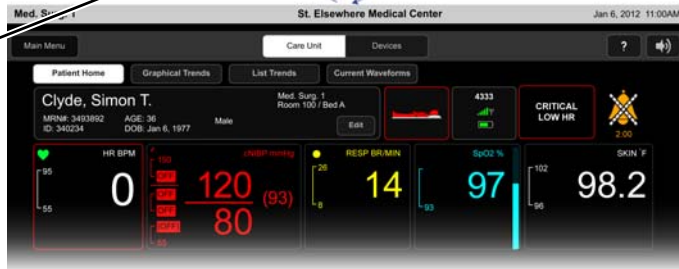 Med. Surg. 1 St. Elsewhere Medical Center Jan 6, 2012 11:00AM
Main Menu Care Unit Devices ?
Patient Home Graphical Trends List Trends Current Waveforms
Clyde, Simon T.
MRN#: 3493892 AGE: 36 Male
ID: 340234 DOB: Jan 6, 1977
Med. Surg. 1
Room 100 / Bed A
Edit
4333
CRITICAL
LOW HR
2:00
HR BPM
95
55
0
cNIBP mmHg
150
OFF
OFF
OFF
(OFF)
55
120
80
(93)
RESP BR/MIN
26
8
14
SpO2 %
93
97
SKIN °F
102
96
98.2